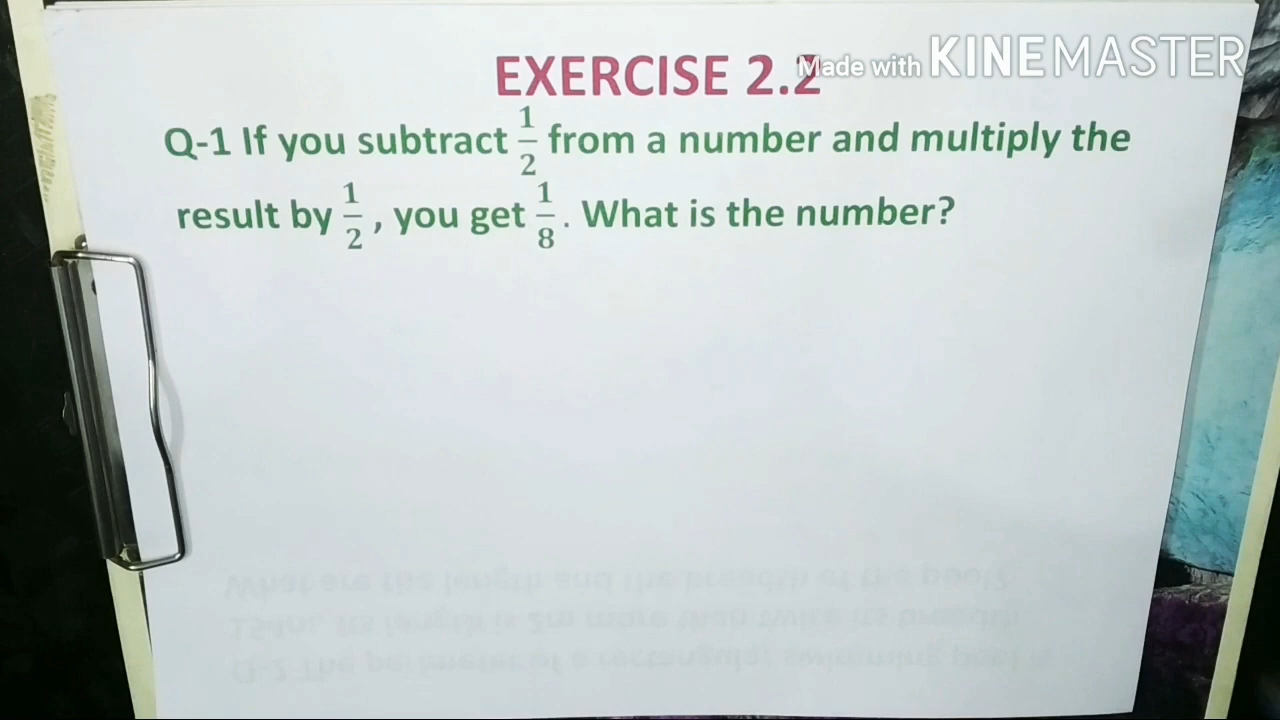 EXERCISE 2.2
Made with KINEMASTER
Q-1 If you subtract 1/2 from a number and multiply the
result by 1/2, you get 1/8. What is the number?